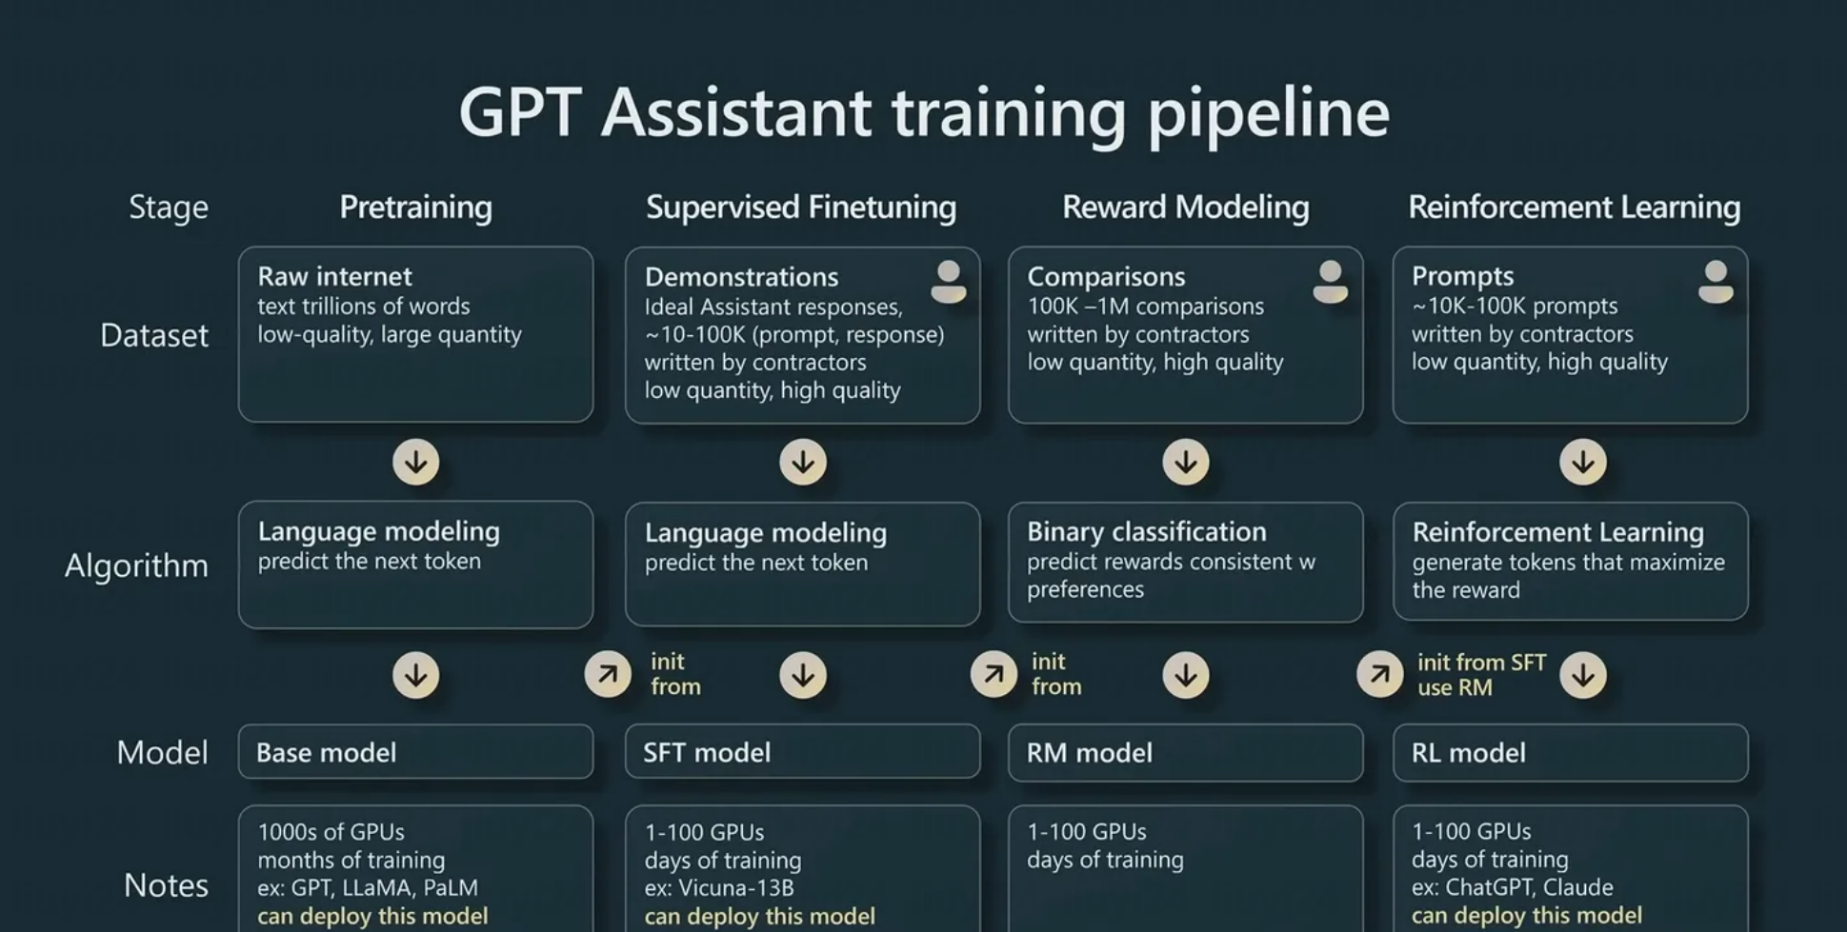 GPT Assistant training pipeline
Stage
Pretraining
Supervised Finetuning
Reward Modeling
Reinforcement Learning
Dataset
Raw internet
text trillions of words
low-quality, large quantity
Demonstrations
Ideal Assistant responses,
~10-100K (prompt, response)
written by contractors
low quantity, high quality
Comparisons
100K –1M comparisons
written by contractors
low quantity, high quality
Prompts
~10K-100K prompts
written by contractors
low quantity, high quality
Algorithm
Language modeling
predict the next token
Language modeling
predict the next token
Binary classification
predict rewards consistent w
preferences
Reinforcement Learning
generate tokens that maximize
the reward
init
from
init
from
init from SFT
use RM
Model
Base model
SFT model
RM model
RL model
Notes
1000s of GPUs
months of training
ex: GPT, LLaMA, PaLM
can deploy this model
1-100 GPUs
days of training
ex: Vicuna-13B
can deploy this model
1-100 GPUs
days of training
1-100 GPUs
days of training
ex: ChatGPT, Claude
can deploy this model